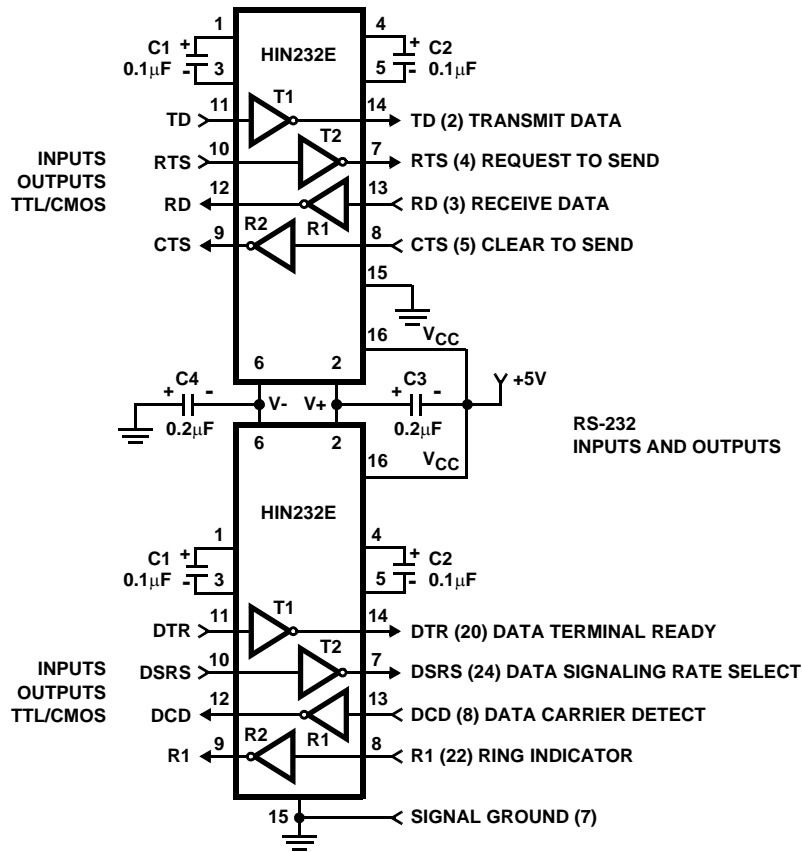 1
4
C1 +
HIN232E
+ C2
0.1µF - 3
5 - 0.1µF
11 T1 14
TD TD (2) TRANSMIT DATA
10 T2 7
INPUTS
OUTPUTS
TTL/CMOS
RTS RTS (4) REQUEST TO SEND
12 13
RD R1 RD (3) RECEIVE DATA
9 R2 8
CTS CTS (5) CLEAR TO SEND
15
16 VCC
6 2
+5V
C4 C3
+ - V- V+ + -
0.2µF 0.2µF
RS-232
INPUTS AND OUTPUTS
6 2
16 VCC
HIN232E
1
4
C1 +
+ C2
0.1µF - 3
5 - 0.1µF
11 T1 14
DTR DTR (20) DATA TERMINAL READY
10 T2 7
INPUTS
OUTPUTS
TTL/CMOS
DSRS DSRS (24) DATA SIGNALING RATE SELECT
12 13
DCD R1 DCD (8) DATA CARRIER DETECT
9 R2 8
R1 R1 (22) RING INDICATOR
15 SIGNAL GROUND (7)